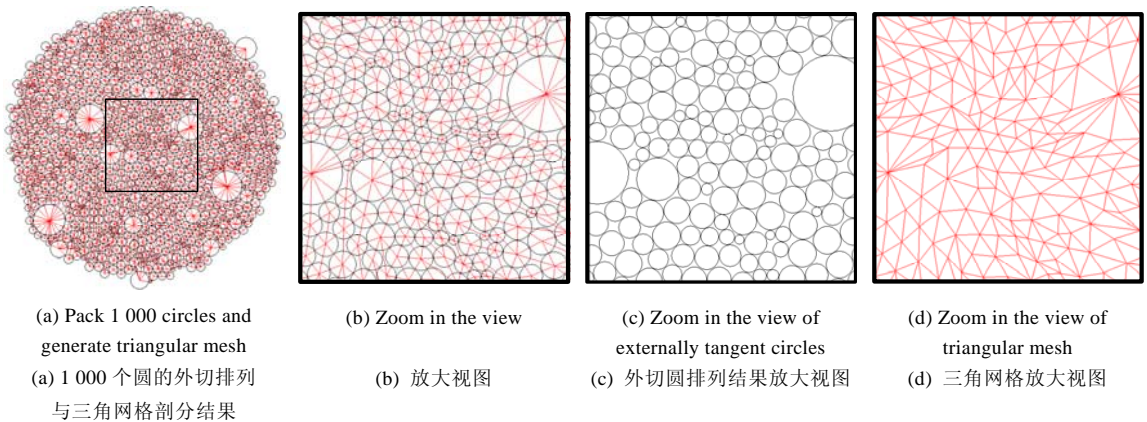 (a) Pack 1 000 circles and
generate triangular mesh
(a) 1 000 个圆的外切排列
与三角网格剖分结果
(b) Zoom in the view
(b) 放大视图
(c) Zoom in the view of
externally tangent circles
(c) 外切圆排列结果放大视图
(d) Zoom in the view of
triangular mesh
(d) 三角网格放大视图